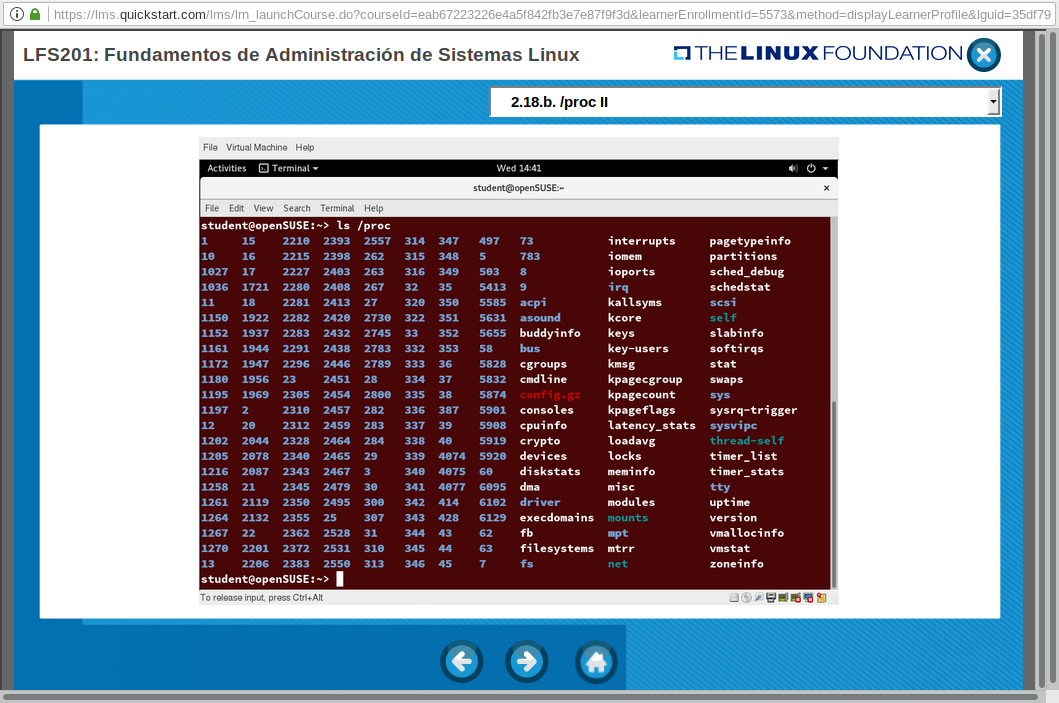 https://lms.quickstart.com/lms/lrn_launchCourse.do?courseId=eab67223226e4a5f842fb3e7e87f9f3d&learnerEnrollmentId=5573&method=displayLearnerProfile&lguid=35df79
LFS201: Fundamentos de Administración de Sistemas Linux
THE LINUX FOUNDATION
2.18.b. /proc II
File Virtual Machine Help
Activities Terminal Wed 14:41
student@openSUSE:~
File Edit View Search Terminal Help
student@openSUSE:~> ls /proc
1 15 2210 2393 2557 314 347 497 73 interrupts pagetypeinfo
10 16 2215 2398 262 315 348 5 783 iomem partitions
1027 17 2227 2403 263 316 349 503 8 ioports sched_debug
1036 1721 2280 2408 267 32 35 5413 9 irq schedstat
11 18 2281 2413 27 320 350 5585 acpi kallsyms scsi
1150 1922 2282 2420 2730 322 351 5631 asound kcore self
1152 1937 2283 2432 2745 33 352 5655 buddyinfo keys slabinfo
1161 1944 2291 2438 2783 332 353 58 bus key-users softirqs
1172 1947 2296 2446 2789 333 36 5828 cgroups kmsg stat
1180 1956 23 2451 28 334 37 5832 cmdline kpagecgroup swaps
1195 1969 2305 2454 2800 335 38 5874 config.gz kpagecount sys
1197 2 2310 2457 282 336 387 5901 consoles kpageflags sysrq-trigger
12 20 2312 2459 283 337 39 5908 cpuinfo latency_stats sysvipc
1202 2044 2328 2464 284 338 40 5919 crypto loadavg thread-self
1205 2078 2340 2465 29 339 4074 5920 devices locks timer_list
1216 2087 2343 2467 3 340 4075 60 diskstats meminfo timer_stats
1258 21 2345 2479 30 341 4077 6095 dma misc tty
1261 2119 2350 2495 300 342 414 6102 driver modules uptime
1264 2132 2355 25 307 343 428 6129 execdomains mounts version
1267 22 2362 2528 31 344 43 62 fb mpt vmallocinfo
1270 2201 2372 2531 310 345 44 63 filesystems mtrr vmstat
13 2206 2383 2550 313 346 45 7 fs net zoneinfo
student@openSUSE:~>
To release input, press Ctrl+Alt